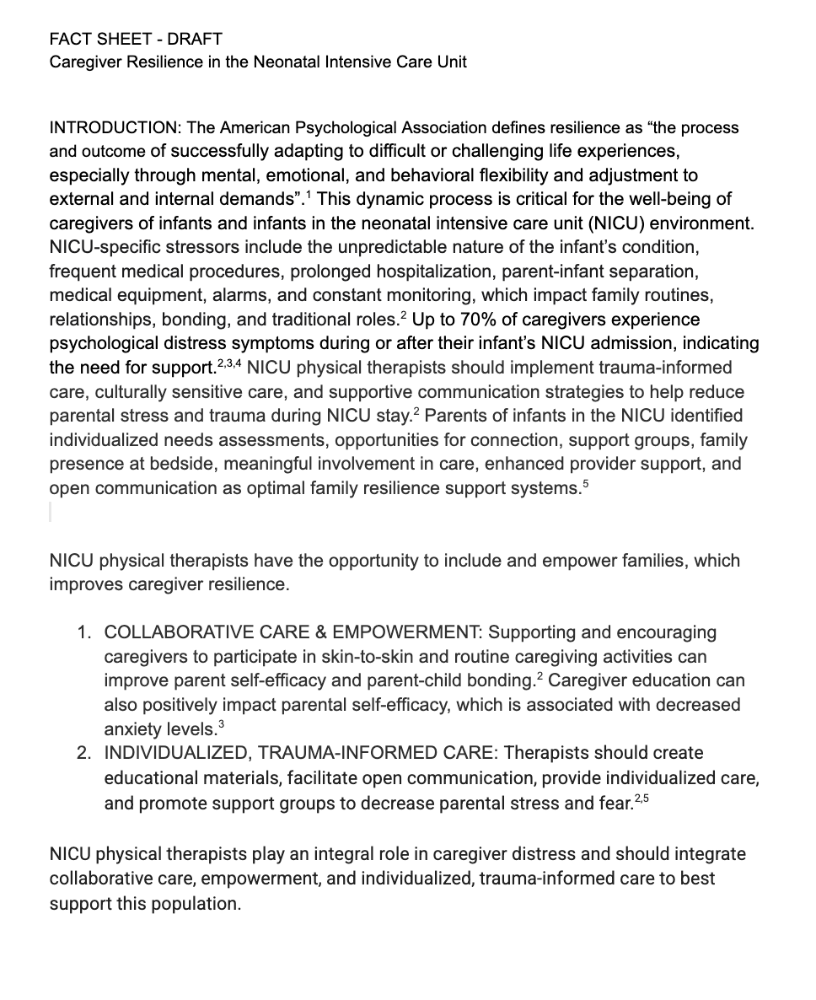 FACT SHEET - DRAFT
Caregiver Resilience in the Neonatal Intensive Care Unit
INTRODUCTION: The American Psychological Association defines resilience as “the process
and outcome of successfully adapting to difficult or challenging life experiences,
especially through mental, emotional, and behavioral flexibility and adjustment to
external and internal demands”.¹ This dynamic process is critical for the well-being of
caregivers of infants and infants in the neonatal intensive care unit (NICU) environment.
NICU-specific stressors include the unpredictable nature of the infant’s condition,
frequent medical procedures, prolonged hospitalization, parent-infant separation,
medical equipment, alarms, and constant monitoring, which impact family routines,
relationships, bonding, and traditional roles.² Up to 70% of caregivers experience
psychological distress symptoms during or after their infant’s NICU admission, indicating
the need for support.²,³,⁴ NICU physical therapists should implement trauma-informed
care, culturally sensitive care, and supportive communication strategies to help reduce
parental stress and trauma during NICU stay.² Parents of infants in the NICU identified
individualized needs assessments, opportunities for connection, support groups, family
presence at bedside, meaningful involvement in care, enhanced provider support, and
open communication as optimal family resilience support systems.⁵
NICU physical therapists have the opportunity to include and empower families, which
improves caregiver resilience.
1. COLLABORATIVE CARE & EMPOWERMENT: Supporting and encouraging
caregivers to participate in skin-to-skin and routine caregiving activities can
improve parent self-efficacy and parent-child bonding.² Caregiver education can
also positively impact parental self-efficacy, which is associated with decreased
anxiety levels.³
2. INDIVIDUALIZED, TRAUMA-INFORMED CARE: Therapists should create
educational materials, facilitate open communication, provide individualized care,
and promote support groups to decrease parental stress and fear.²,⁵
NICU physical therapists play an integral role in caregiver distress and should integrate
collaborative care, empowerment, and individualized, trauma-informed care to best
support this population.